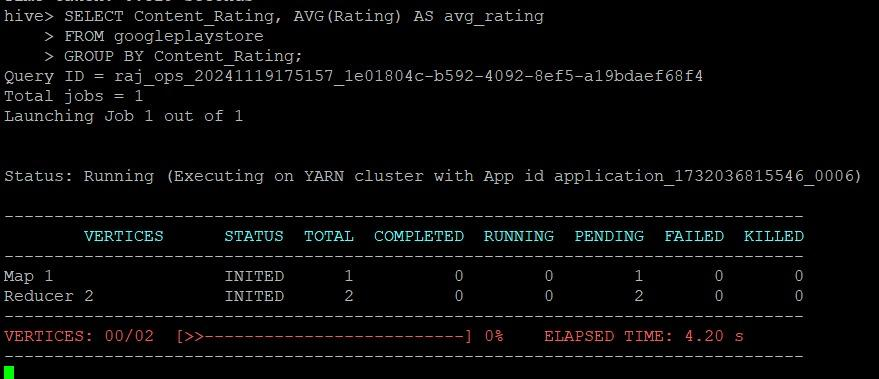 hive> SELECT Content_Rating, AVG(Rating) AS avg_rating
    > FROM googleplaystore
    > GROUP BY Content_Rating;
Query ID = raj_ops_20241119175157_1e01804c-b592-4092-8ef5-a19bdaef68f4
Total jobs = 1
Launching Job 1 out of 1
Status: Running (Executing on YARN cluster with App id application_1732036815546_0006)
--------------------------------------------------------------------------------
        VERTICES      STATUS  TOTAL  COMPLETED  RUNNING  PENDING  FAILED  KILLED
--------------------------------------------------------------------------------
Map 1                 INITED      1          0        0        1       0       0
Reducer 2             INITED      2          0        0        2       0       0
--------------------------------------------------------------------------------
VERTICES: 00/02  [>>--------------------------] 0%    ELAPSED TIME: 4.20 s
--------------------------------------------------------------------------------